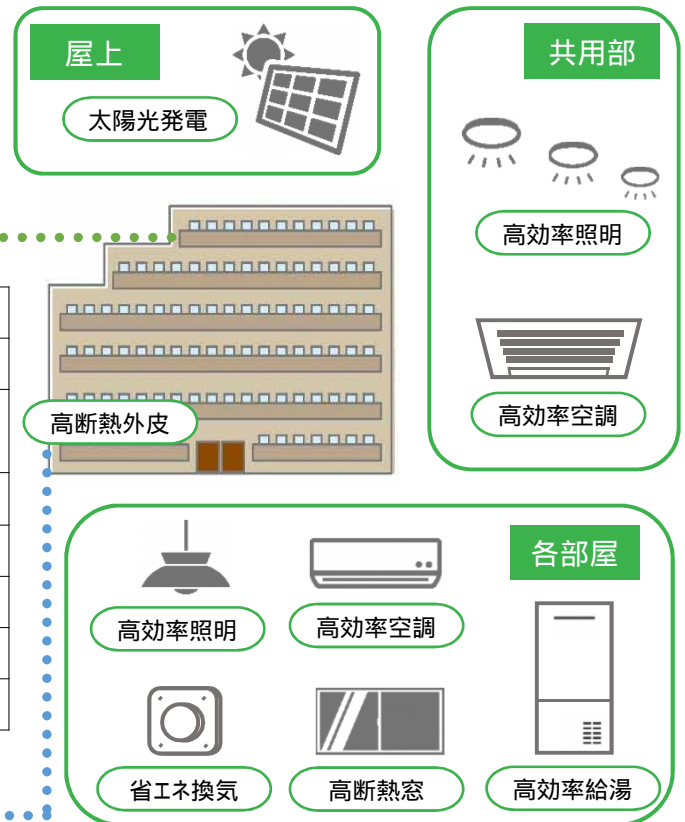 屋上
太陽光発電
共用部
高効率照明
高効率空調
高断熱外皮
各部屋
高効率照明
高効率空調
省エネ換気
高断熱窓
高効率給湯